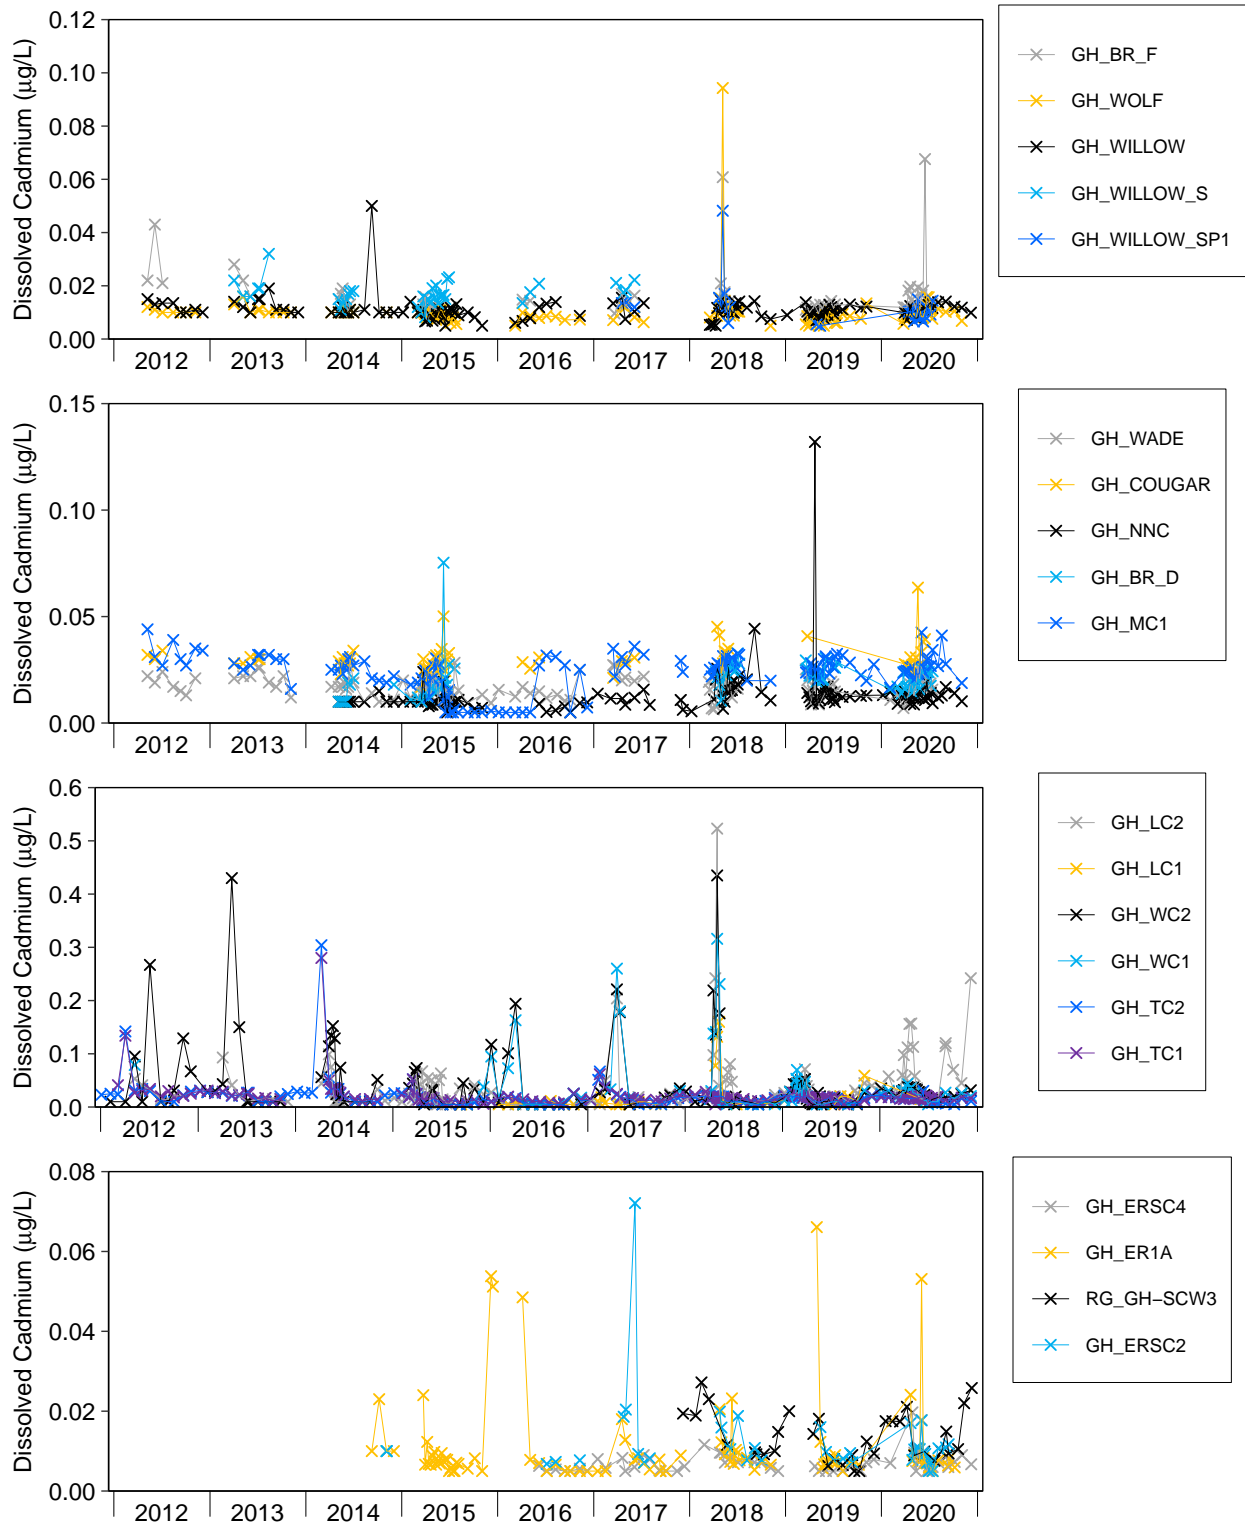 Dissolved Cadmium (µg/L)
0.12
0.10
0.08
0.06
0.04
0.02
0.00
2012 2013 2014 2015 2016 2017 2018 2019 2020
GH_BR_F
GH_WOLF
GH_WILLOW
GH_WILLOW_S
GH_WILLOW_SP1
Dissolved Cadmium (µg/L)
0.15
0.10
0.05
0.00
2012 2013 2014 2015 2016 2017 2018 2019 2020
GH_WADE
GH_COUGAR
GH_NNC
GH_BR_D
GH_MC1
Dissolved Cadmium (µg/L)
0.6
0.5
0.4
0.3
0.2
0.1
0.0
2012 2013 2014 2015 2016 2017 2018 2019 2020
GH_LC2
GH_LC1
GH_WC2
GH_WC1
GH_TC2
GH_TC1
Dissolved Cadmium (µg/L)
0.08
0.06
0.04
0.02
0.00
2012 2013 2014 2015 2016 2017 2018 2019 2020
GH_ERSC4
GH_ER1A
RG_GH−SCW3
GH_ERSC2